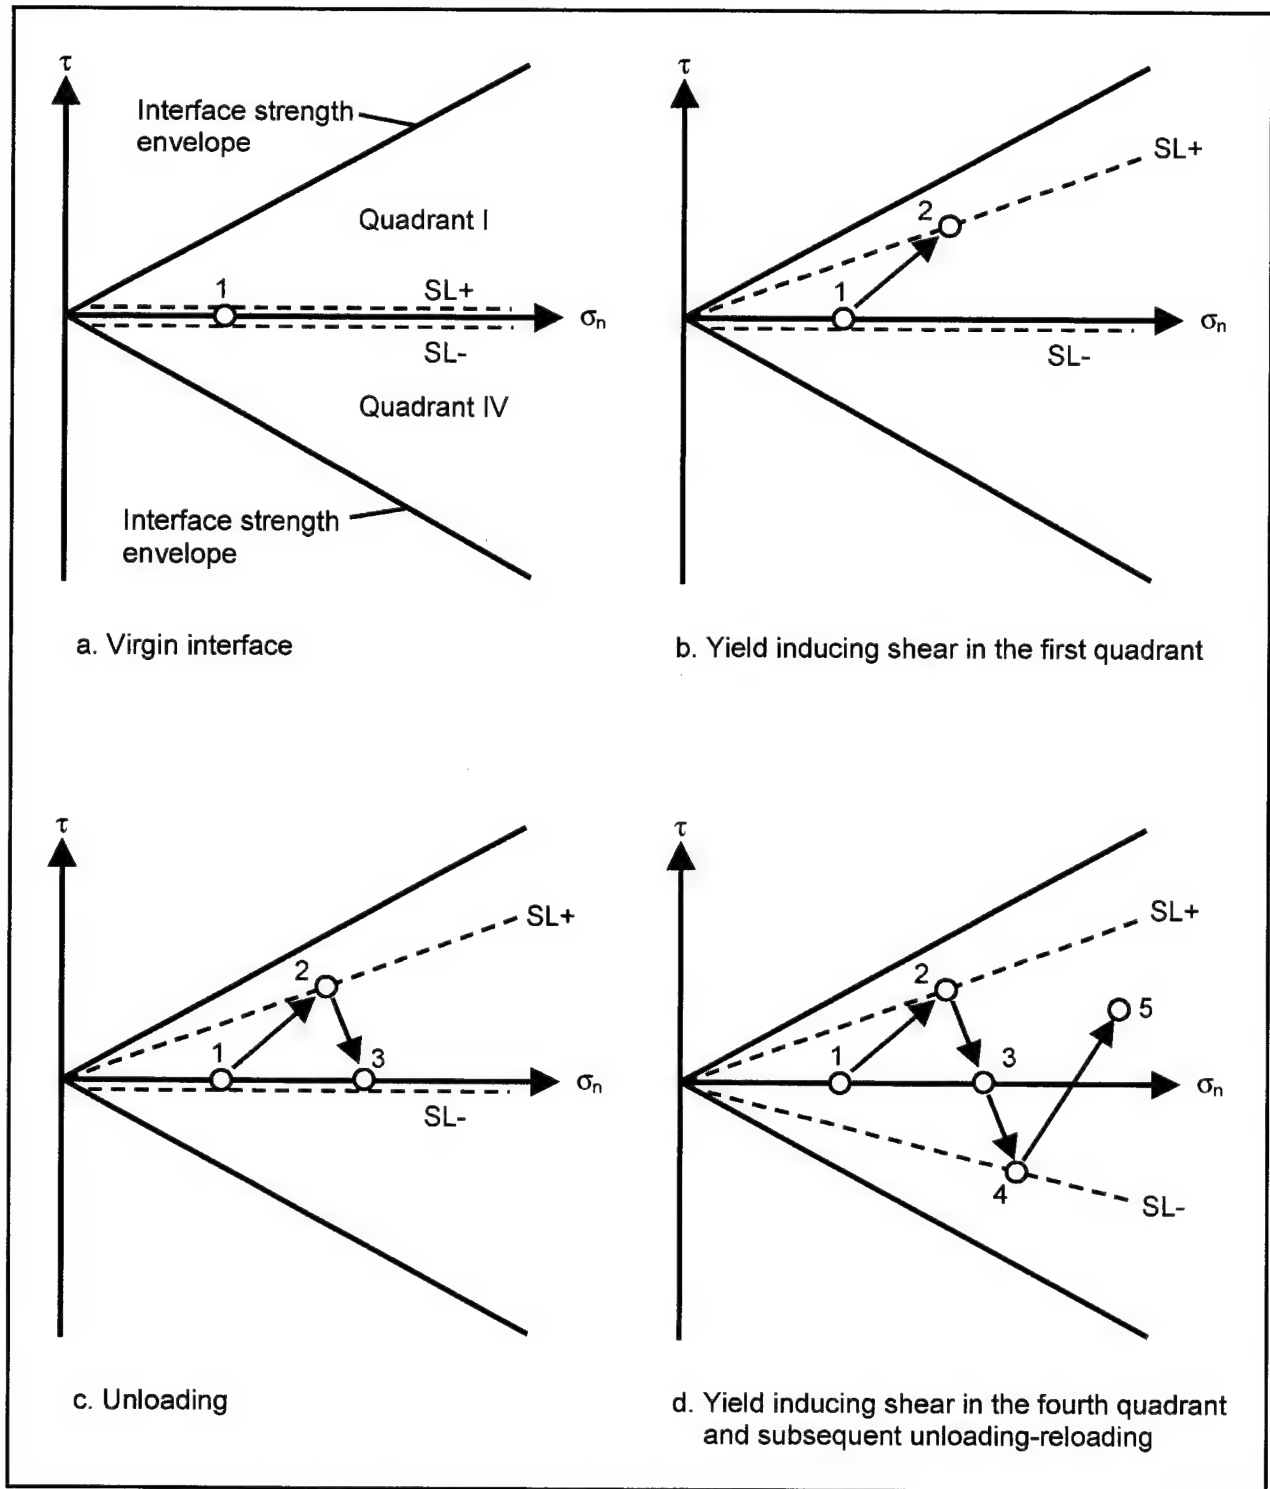 τ
Interface strength
envelope
Quadrant I
1
SL+
σn
SL-
Quadrant IV
Interface strength
envelope
a. Virgin interface
τ
SL+
2
1
σn
SL-
b. Yield inducing shear in the first quadrant
τ
SL+
2
1
3
σn
SL-
c. Unloading
τ
SL+
2
5
1
3
σn
4
SL-
d. Yield inducing shear in the fourth quadrant
and subsequent unloading-reloading